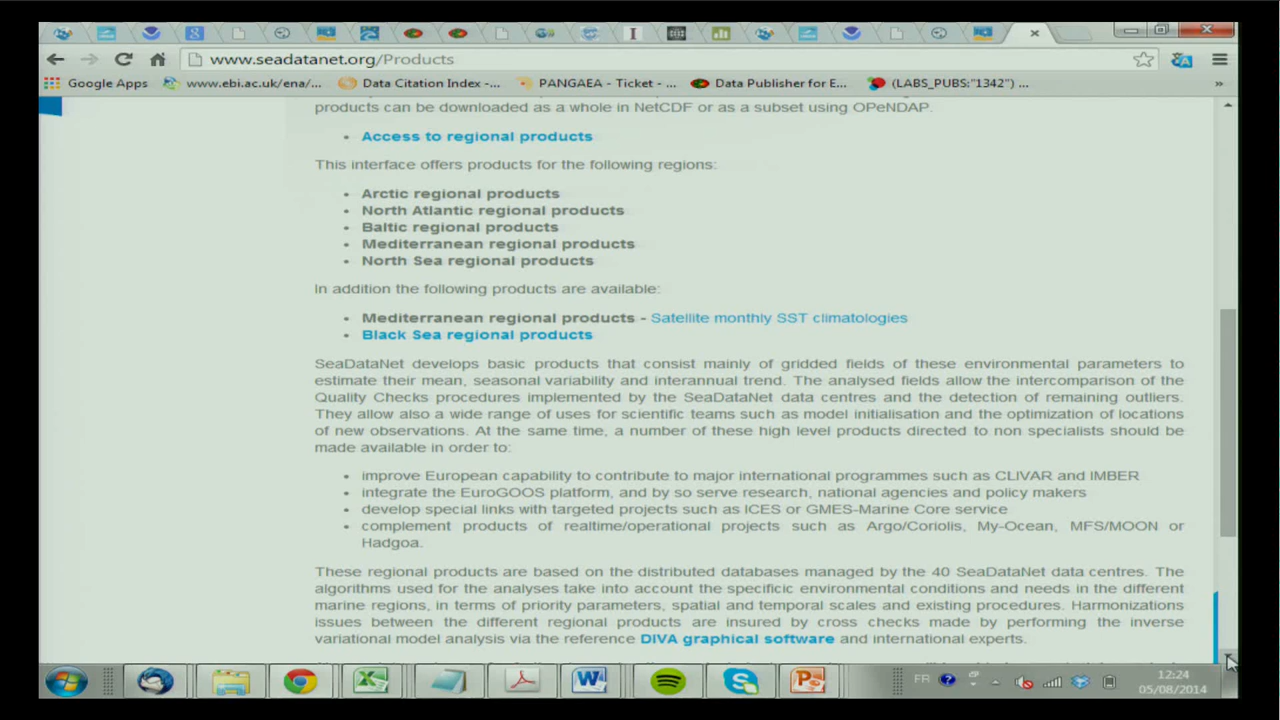 www.seadatanet.org/Products
Google Apps
www.ebi.ac.uk/ena/...
Data Citation Index -...
PANGAEA - Ticket -...
Data Publisher for E...
(LABS_PUBS:"1342") ...
»
products can be downloaded as a whole in NetCDF or as a subset using OPeNDAP.
• Access to regional products
This interface offers products for the following regions:
• Arctic regional products
• North Atlantic regional products
• Baltic regional products
• Mediterranean regional products
• North Sea regional products
In addition the following products are available:
• Mediterranean regional products - Satellite monthly SST climatologies
• Black Sea regional products
SeaDataNet develops basic products that consist mainly of gridded fields of these environmental parameters to
estimate their mean, seasonal variability and interannual trend. The analysed fields allow the intercomparison of the
Quality Checks procedures implemented by the SeaDataNet data centres and the detection of remaining outliers.
They allow also a wide range of uses for scientific teams such as model initialisation and the optimization of locations
of new observations. At the same time, a number of these high level products directed to non specialists should be
made available in order to:
• improve European capability to contribute to major international programmes such as CLIVAR and IMBER
• integrate the EuroGOOS platform, and by so serve research, national agencies and policy makers
• develop special links with targeted projects such as ICES or GMES-Marine Core service
• complement products of realtime/operational projects such as Argo/Coriolis, My-Ocean, MFS/MOON or
Hadgoa.
These regional products are based on the distributed databases managed by the 40 SeaDataNet data centres. The
algorithms used for the analyses take into account the specificic environmental conditions and needs in the different
marine regions, in terms of priority parameters, spatial and temporal scales and existing procedures. Harmonizations
issues between the different regional products are insured by cross checks made by performing the inverse
variational model analysis via the reference DIVA graphical software and international experts.
FR
12:24
05/08/2014